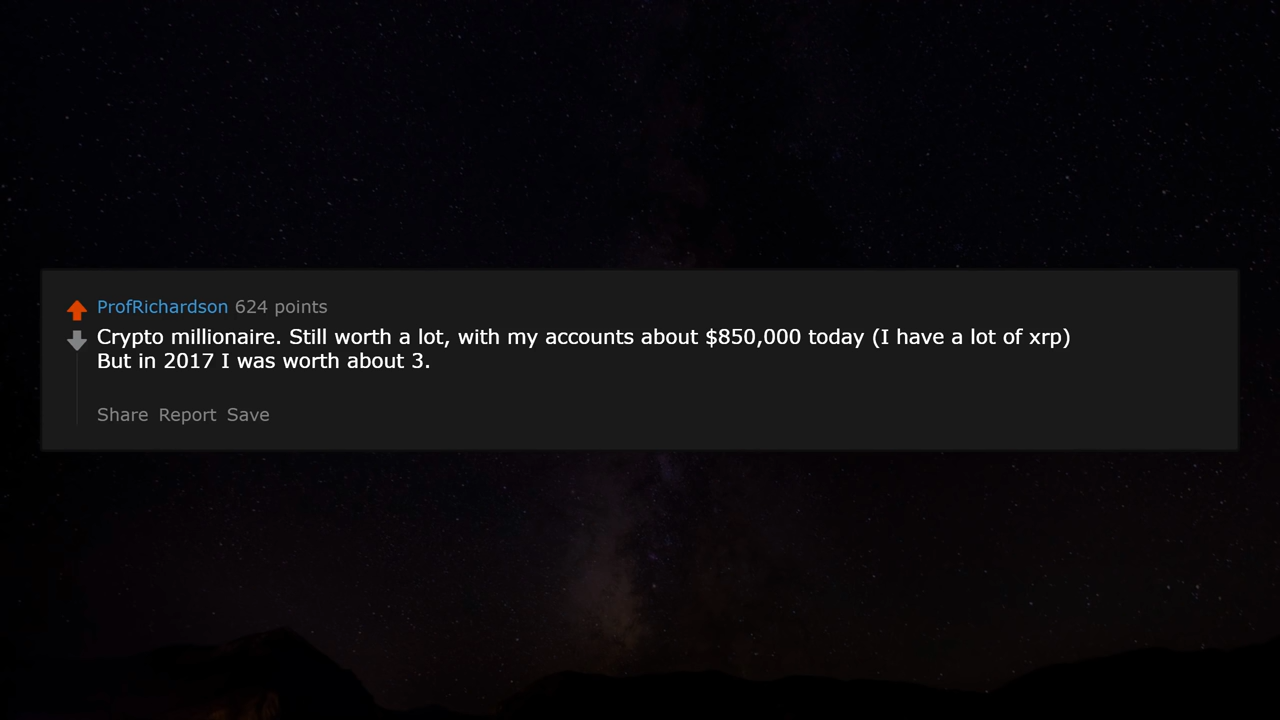 ProfRichardson 624 points
Crypto millionaire. Still worth a lot, with my accounts about $850,000 today (I have a lot of xrp)
But in 2017 I was worth about 3.
Share Report Save